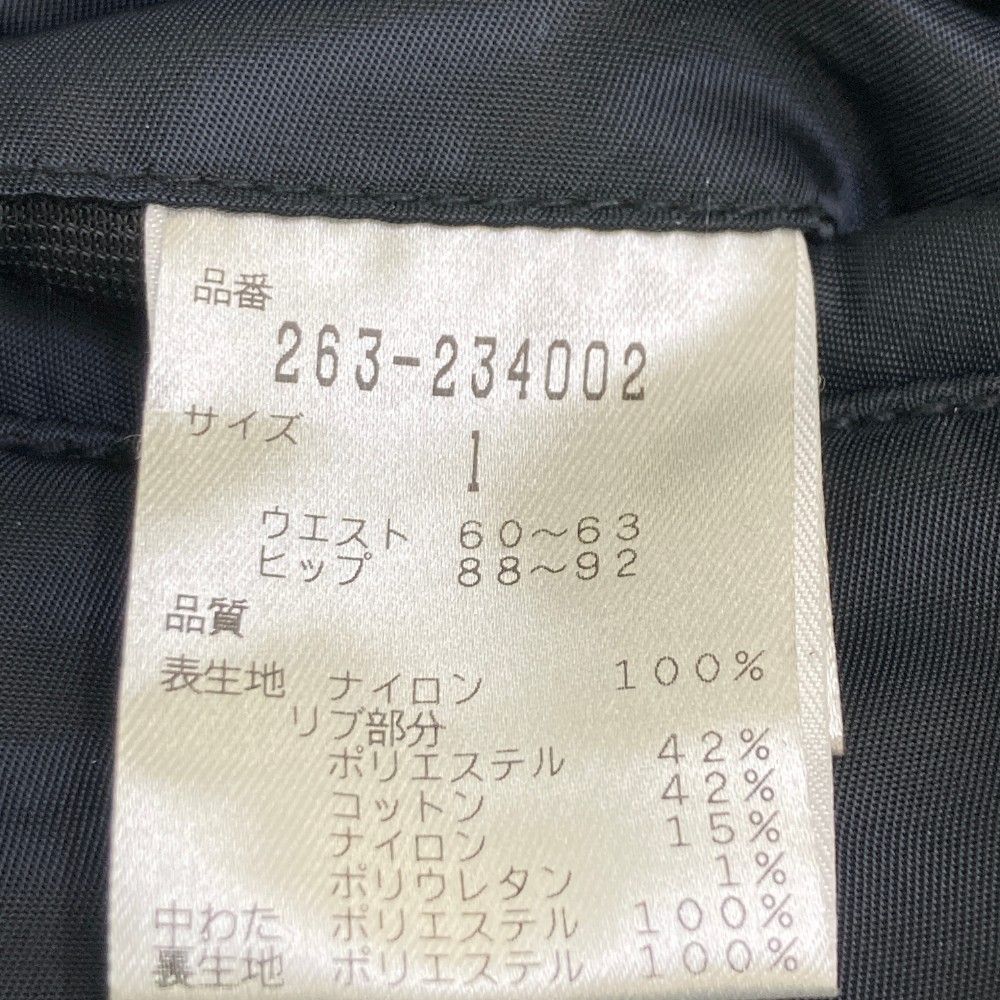 品番
263-234002
サイズ
1
ウエスト 60～63
ヒップ 88～92
品質
表生地 ナイロン 100%
リブ部分
ポリエステル 42%
コットン 42%
ナイロン 15%
ポリウレタン 1%
中わた ポリエステル 100%
裏生地 ポリエステル 100%